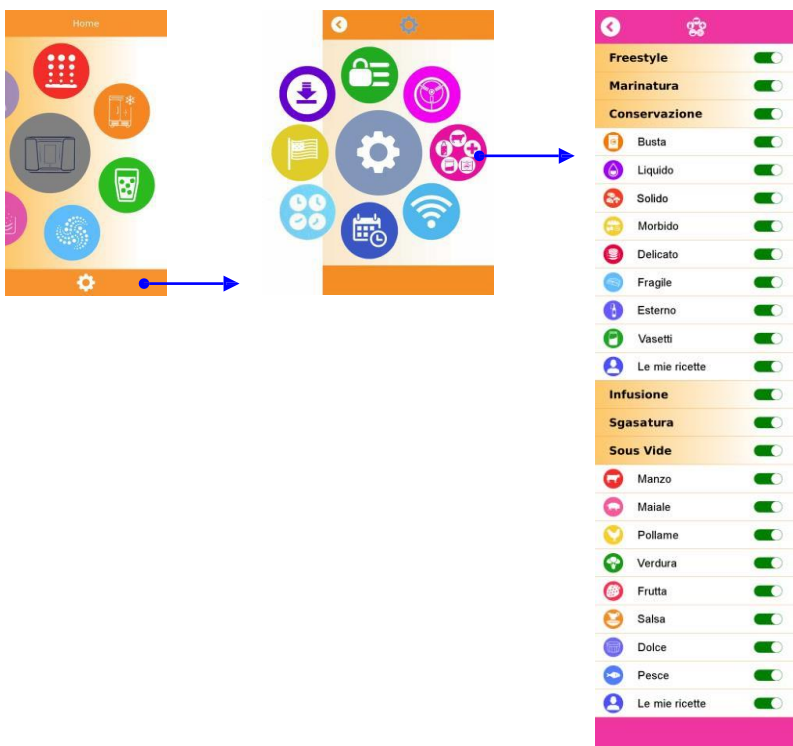 Home
Freestyle
Marinatura
Conservazione
Busta
Liquido
Solido
Morbido
Delicato
Fragile
Esterno
Vasetti
Le mie ricette
Infusione
Sgasatura
Sous Vide
Manzo
Maiale
Pollame
Verdura
Frutta
Salsa
Dolce
Pesce
Le mie ricette